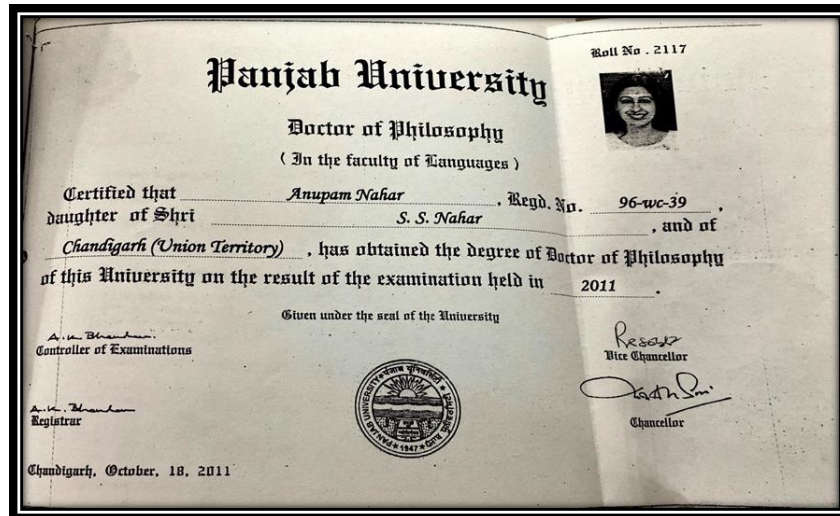 Roll No. 2117
Panjab University
Doctor of Philosophy
( In the faculty of Languages )
Certified that Anupam Nahar, Regd. No. 96-wc-39,
daughter of Shri S. S. Nahar, and of
Chandigarh (Union Territory), has obtained the degree of Doctor of Philosophy
of this University on the result of the examination held in 2011.
Given under the seal of the University
Controller of Examinations
Vice Chancellor
PANJAB UNIVERSITY
1947
Registrar
Chancellor
Chandigarh, October, 18, 2011